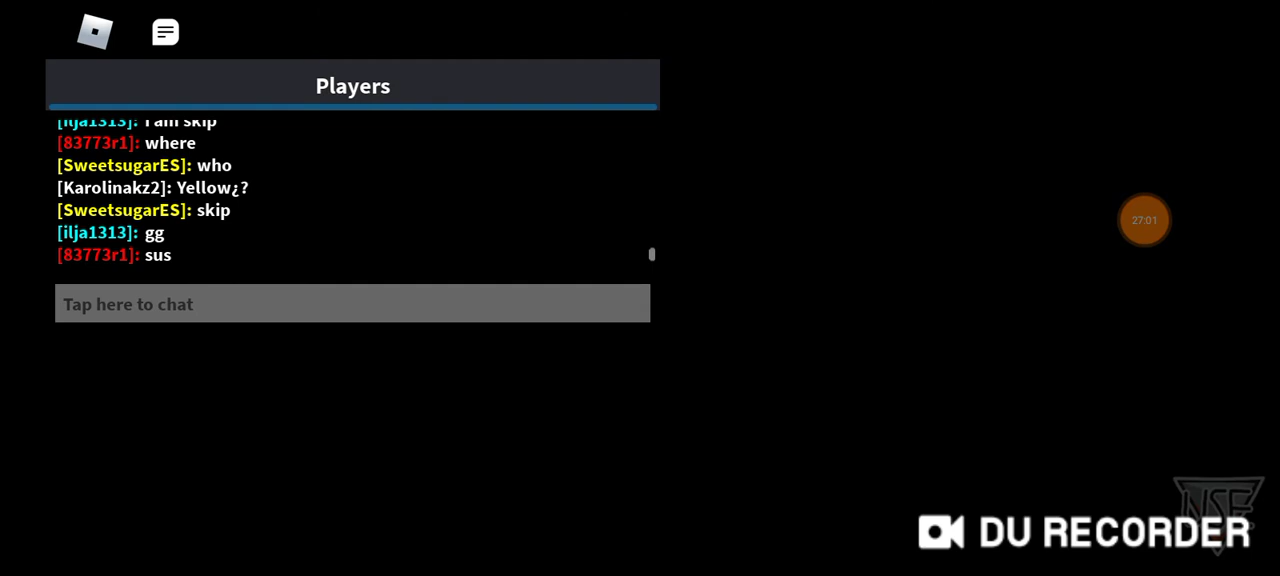 Players
[ilja1313]: I am skip
[83773r1]: where
[SweetsugarES]: who
[Karolinakz2]: Yellow¿?
[SweetsugarES]: skip
[ilja1313]: gg
[83773r1]: sus
Tap here to chat
27:01
NSF
DU RECORDER